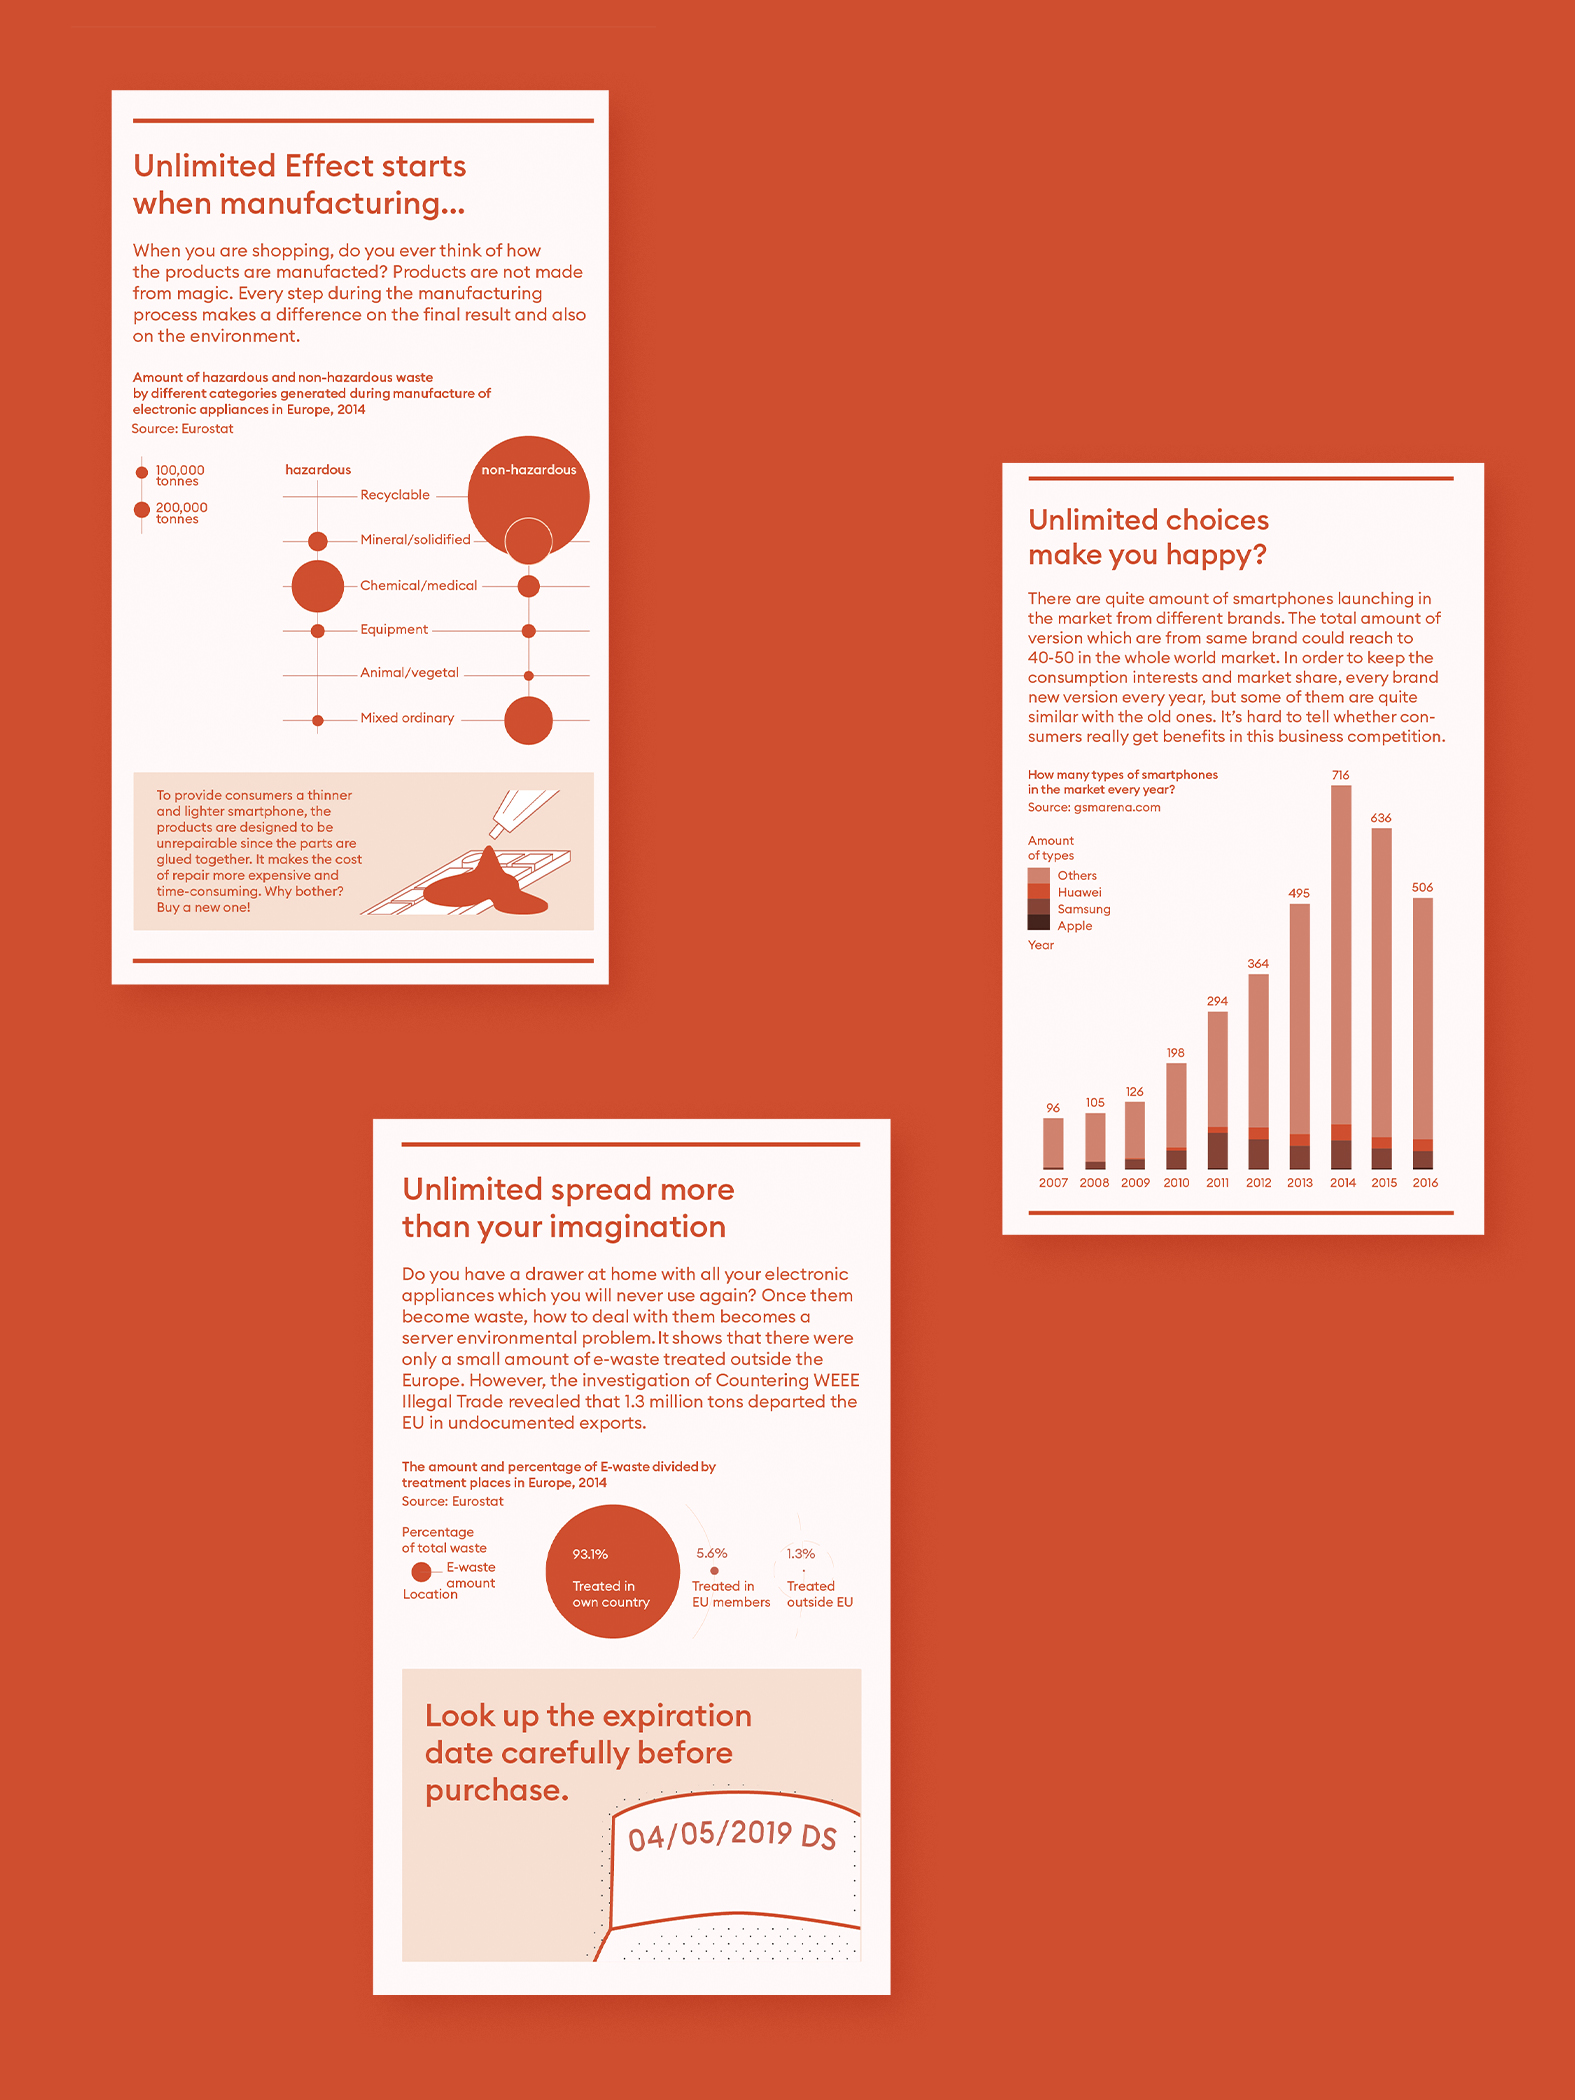 Unlimited Effect starts
when manufacturing...
When you are shopping, do you ever think of how
the products are manufacted? Products are not made
from magic. Every step during the manufacturing
process makes a difference on the final result and also
on the environment.
Amount of hazardous and non-hazardous waste
by different categories generated during manufacture of
electronic appliances in Europe, 2014
Source: Eurostat
100,000
tonnes
200,000
tonnes
hazardous
non-hazardous
Recyclable
Mineral/solidified
Chemical/medical
Equipment
Animal/vegetal
Mixed ordinary
To provide consumers a thinner
and lighter smartphone, the
products are designed to be
unrepairable since the parts are
glued together. It makes the cost
of repair more expensive and
time-consuming. Why bother?
Buy a new one!
Unlimited choices
make you happy?
There are quite amount of smartphones launching in
the market from different brands. The total amount of
version which are from same brand could reach to
40-50 in the whole world market. In order to keep the
consumption interests and market share, every brand
new version every year, but some of them are quite
similar with the old ones. It's hard to tell whether con-
sumers really get benefits in this business competition.
How many types of smartphones
in the market every year?
Source: gsmarena.com
Amount
of types
Others
Huawei
Samsung
Apple
Year
96
105
126
198
294
364
495
716
636
506
2007 2008 2009 2010 2011 2012 2013 2014 2015 2016
Unlimited spread more
than your imagination
Do you have a drawer at home with all your electronic
appliances which you will never use again? Once them
become waste, how to deal with them becomes a
server environmental problem. It shows that there were
only a small amount of e-waste treated outside the
Europe. However, the investigation of Countering WEEE
Illegal Trade revealed that 1.3 million tons departed the
EU in undocumented exports.
The amount and percentage of E-waste divided by
treatment places in Europe, 2014
Source: Eurostat
Percentage
of total waste
E-waste
amount
Location
93.1%
Treated in
own country
5.6%
Treated in
EU members
1.3%
Treated
outside EU
Look up the expiration
date carefully before
purchase.
04/05/2019 DS